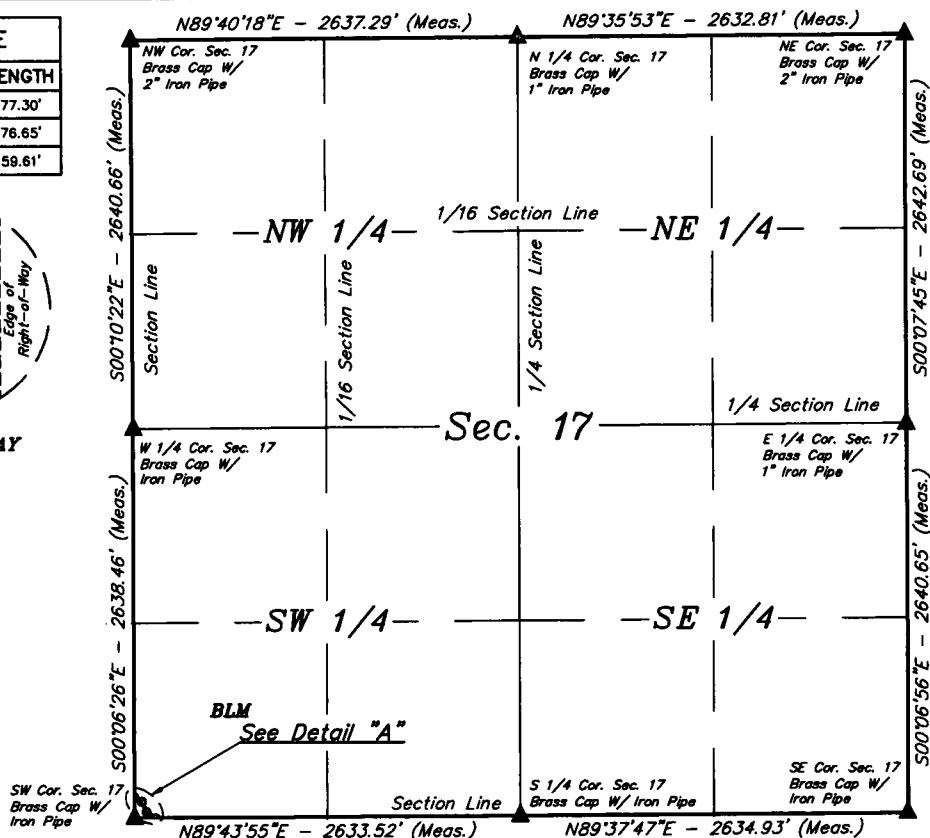 N89°40'18"E - 2637.29' (Meas.)
N89°35'53"E - 2632.81' (Meas.)
E
ENGTH
77.30'
76.65'
59.61'
NW Cor. Sec. 17
Brass Cap W/
2" Iron Pipe
N 1/4 Cor. Sec. 17
Brass Cap W/
1" Iron Pipe
NE Cor. Sec. 17
Brass Cap W/
2" Iron Pipe
S00°10'22"E - 2640.66' (Meas.)
Section Line
NW 1/4
1/16 Section Line
NE 1/4
1/16 Section Line
1/4 Section Line
S00°07'45"E - 2642.69' (Meas.)
Edge of
Right-of-Way
AY
1/4 Section Line
Sec. 17
W 1/4 Cor. Sec. 17
Brass Cap W/
Iron Pipe
E 1/4 Cor. Sec. 17
Brass Cap W/
1" Iron Pipe
S00°06'26"E - 2638.46' (Meas.)
SW 1/4
SE 1/4
S00°06'56"E - 2640.65' (Meas.)
BLM
See Detail "A"
SW Cor. Sec. 17
Brass Cap W/
Iron Pipe
Section Line
S 1/4 Cor. Sec. 17
Brass Cap W/ Iron Pipe
SE Cor. Sec. 17
Brass Cap W/
Iron Pipe
N89°43'55"E - 2633.52' (Meas.)
N89°37'47"E - 2634.93' (Meas.)